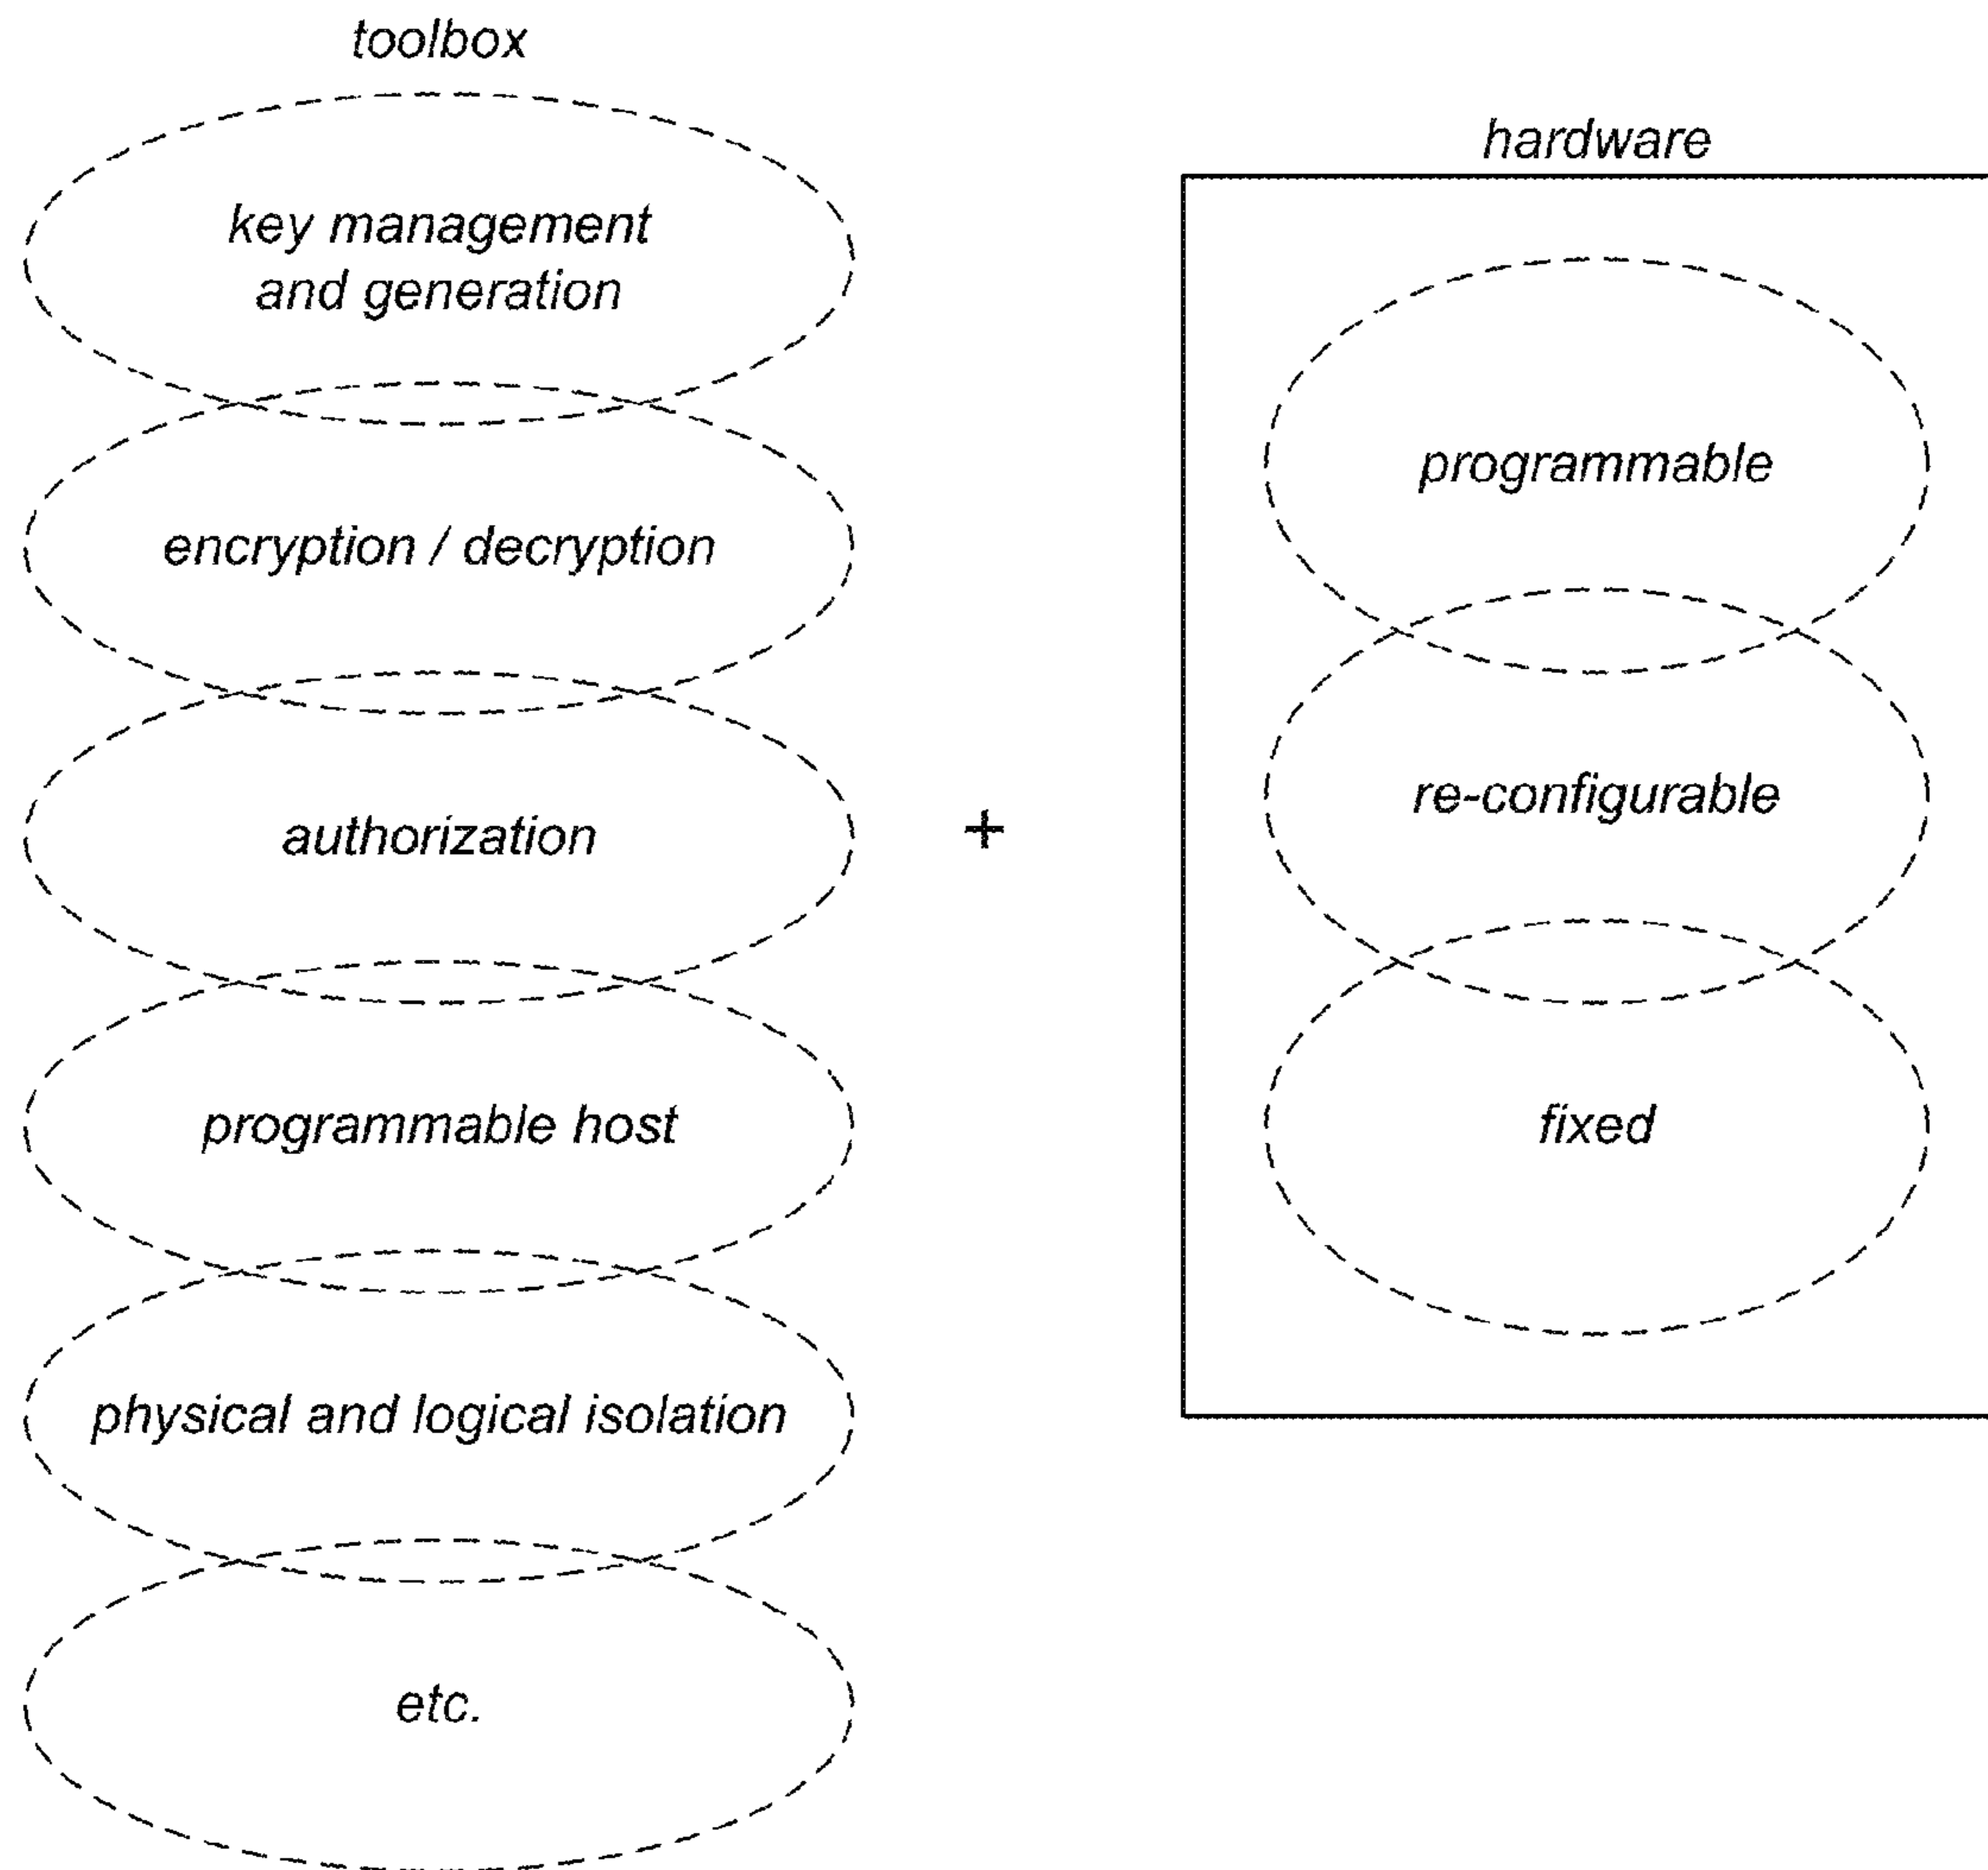 toolbox
key management
and generation
encryption / decryption
authorization
programmable host
physical and logical isolation
etc.
+
hardware
programmable
re-configurable
fixed